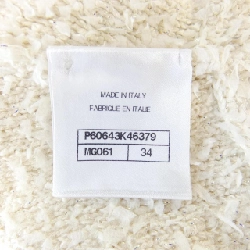 MADE IN ITALY
FABRIQUE EN ITALIE
P60643K46379
MG061 34